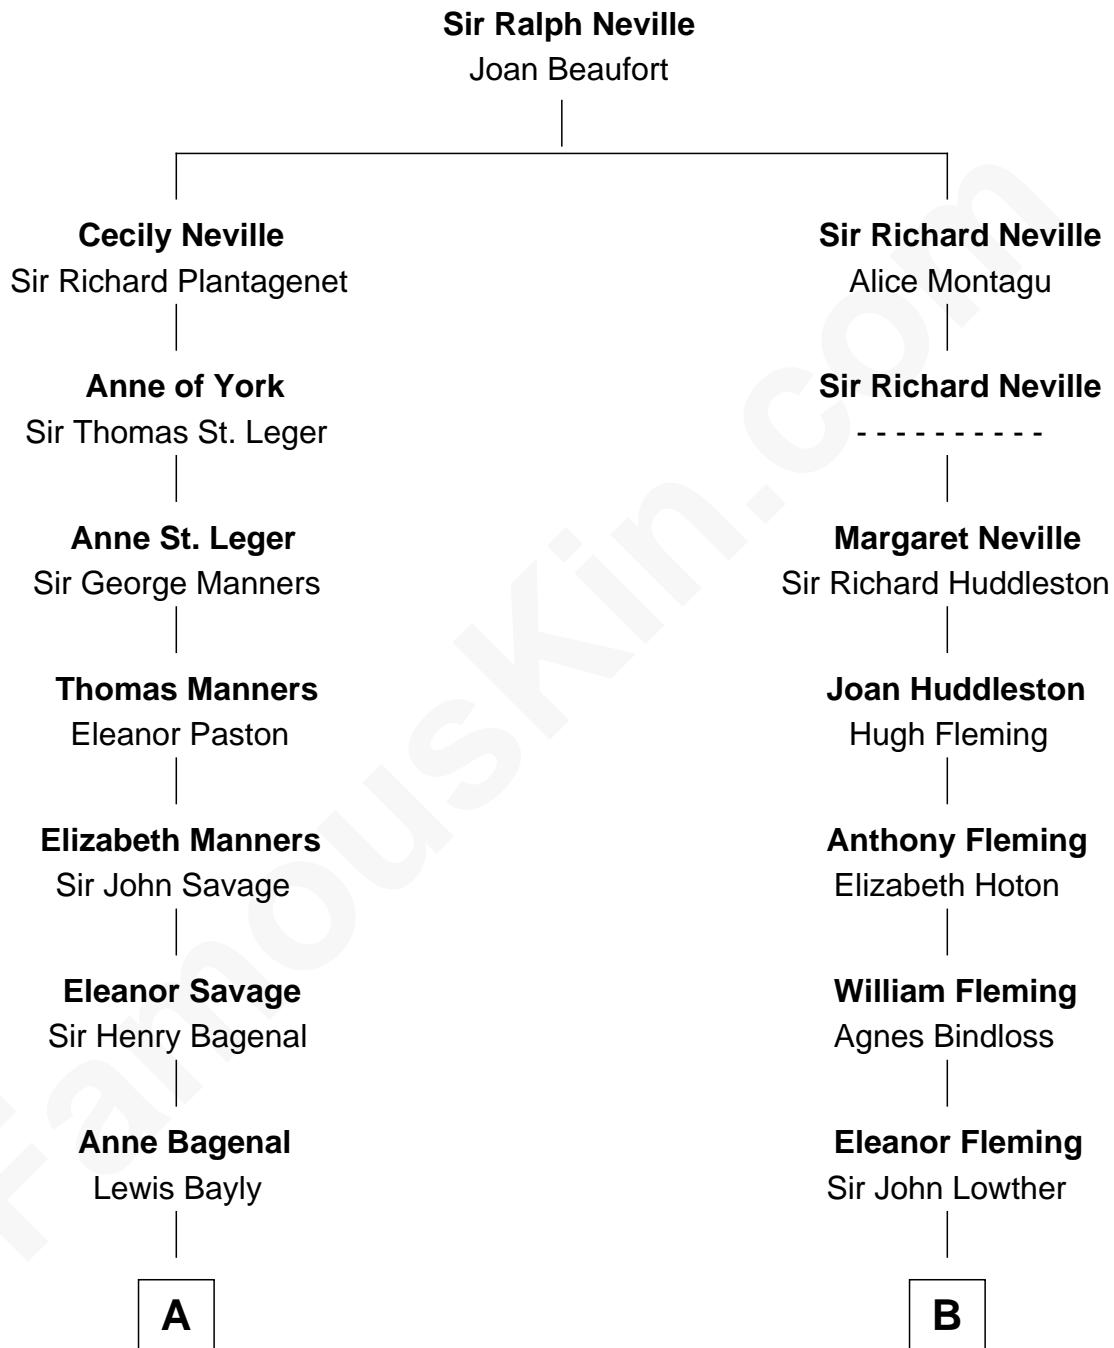 Sir Ralph Neville
Joan Beaufort
Cecily Neville
Sir Richard Plantagenet
Sir Richard Neville
Alice Montagu
Anne of York
Sir Thomas St. Leger
Sir Richard Neville
- - - - - - - - - -
Anne St. Leger
Sir George Manners
Margaret Neville
Sir Richard Huddleston
Thomas Manners
Eleanor Paston
Joan Huddleston
Hugh Fleming
Elizabeth Manners
Sir John Savage
Anthony Fleming
Elizabeth Hoton
Eleanor Savage
Sir Henry Bagenal
William Fleming
Agnes Bindloss
Anne Bagenal
Lewis Bayly
Eleanor Fleming
Sir John Lowther
A
B
FamousKin.com